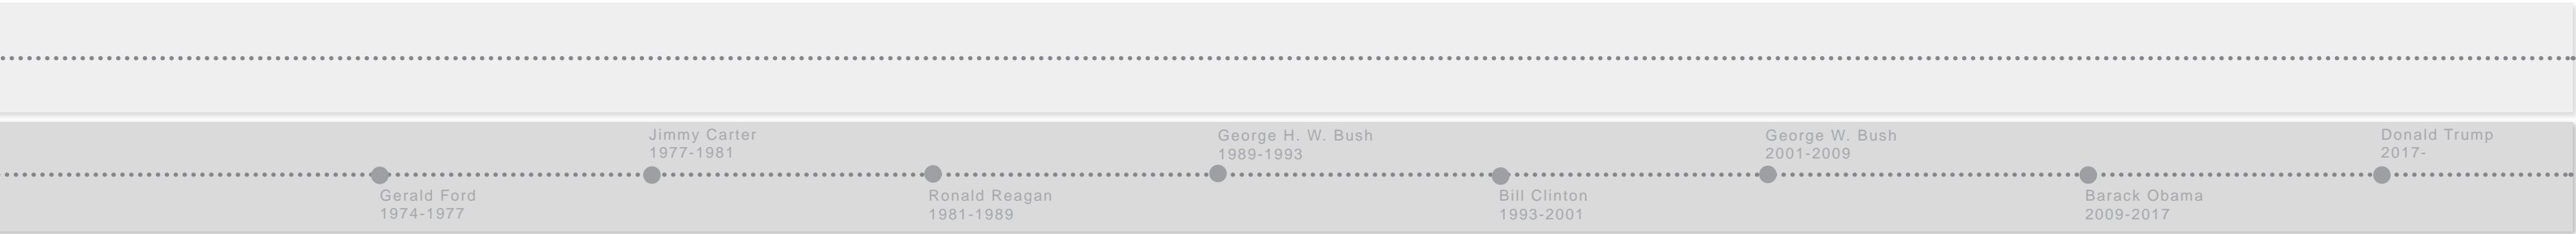 Gerald Ford
1974-1977
Jimmy Carter
1977-1981
Ronald Reagan
1981-1989
George H. W. Bush
1989-1993
Bill Clinton
1993-2001
George W. Bush
2001-2009
Barack Obama
2009-2017
Donald Trump
2017-